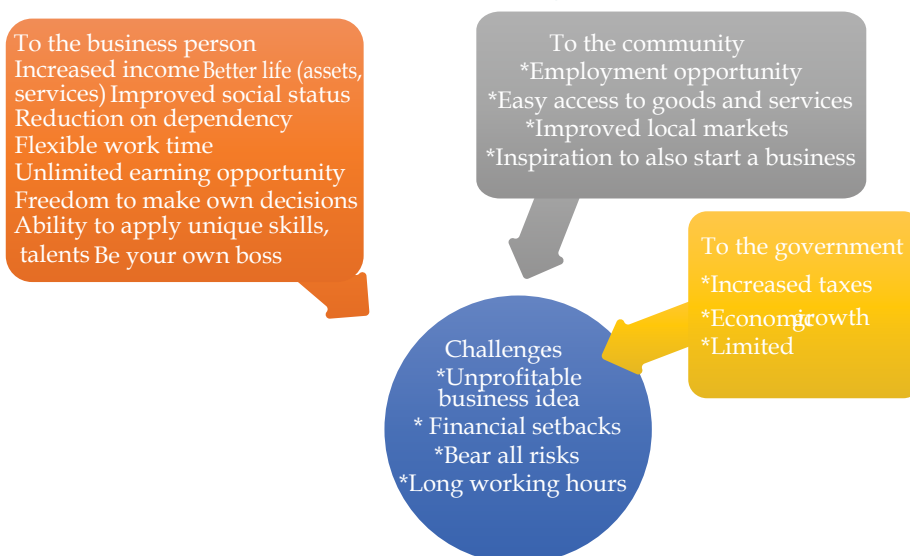 To the business person
Increased income Better life (assets,
services) Improved social status
Reduction on dependency
Flexible work time
Unlimited earning opportunity
Freedom to make own decisions
Ability to apply unique skills,
talents Be your own boss
To the community
*Employment opportunity
*Easy access to goods and services
*Improved local markets
*Inspiration to also start a business
To the government
*Increased taxes
*Economic growth
*Limited
Challenges
*Unprofitable
business idea
* Financial setbacks
*Bear all risks
*Long working hours